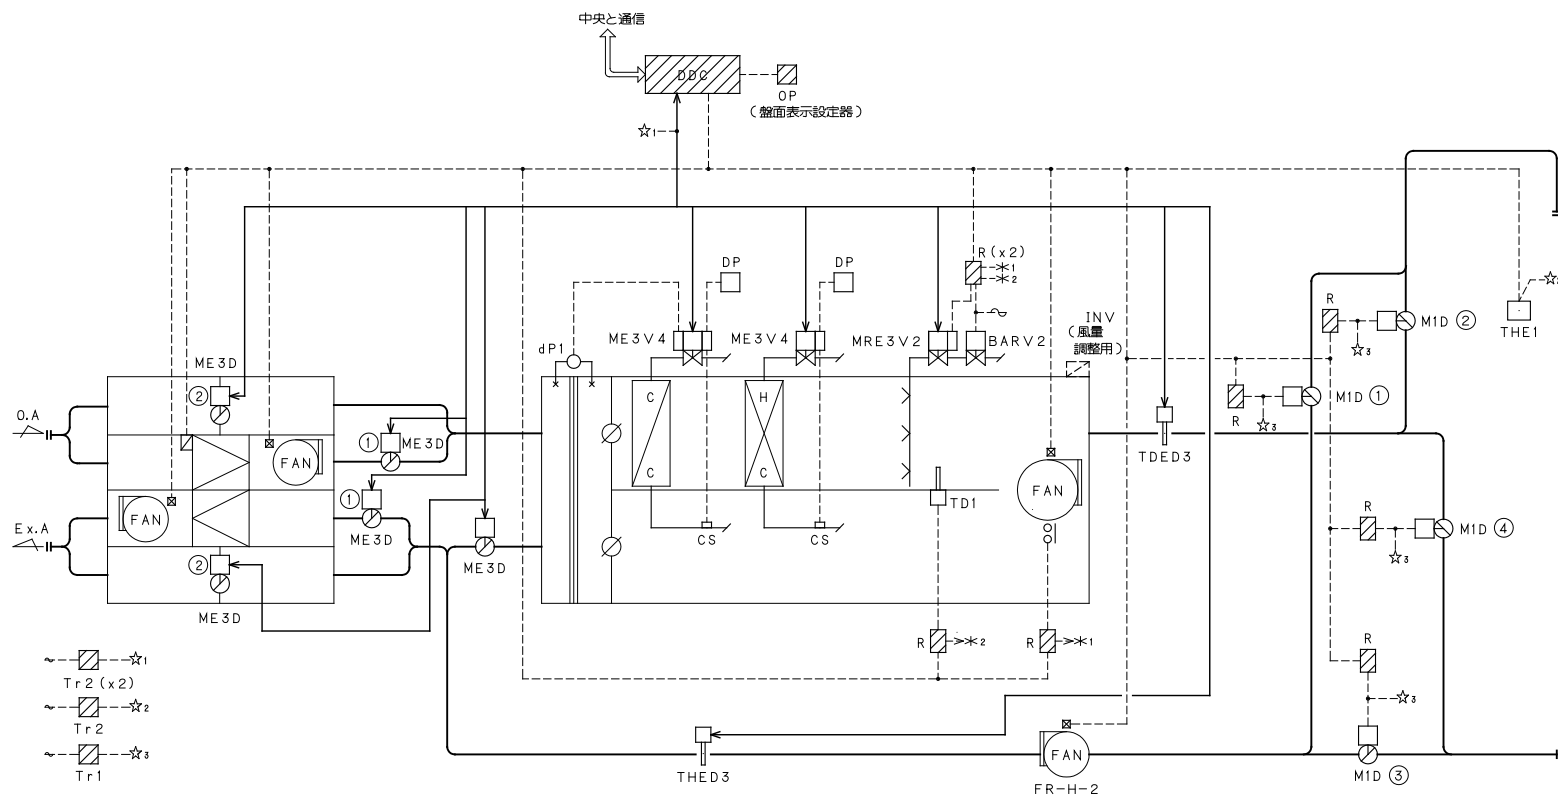 中央と通信
DDC
OP
(盤面表示設定器)
☆1
R(x2)
*1
*2
DP
DP
INV
(風量
調整用)
R
M1D ②
☆3
☆2
THE1
ME3V4
ME3V4
MRE3V2
BARV2
dP1
ME3D
②
O.A
①
ME3D
C
H
M1D ①
R
☆3
TDED3
FAN
C
C
①
FAN
FAN
TD1
Ex.A
ME3D
CS
CS
R
M1D ④
☆3
②
ME3D
ME3D
R
*2
R
*1
R
☆1
Tr2(x2)
☆2
Tr2
☆3
☆3
Tr1
THED3
FAN
FR-H-2
M1D ③